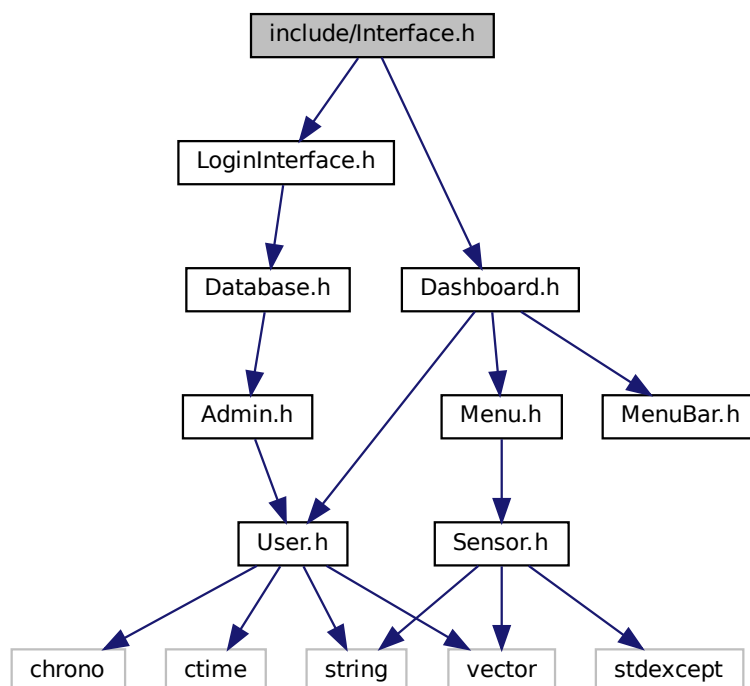 include/Interface.h
LoginInterface.h
Database.h
Dashboard.h
Admin.h
Menu.h
MenuBar.h
User.h
Sensor.h
chrono
ctime
string
vector
stdexcept